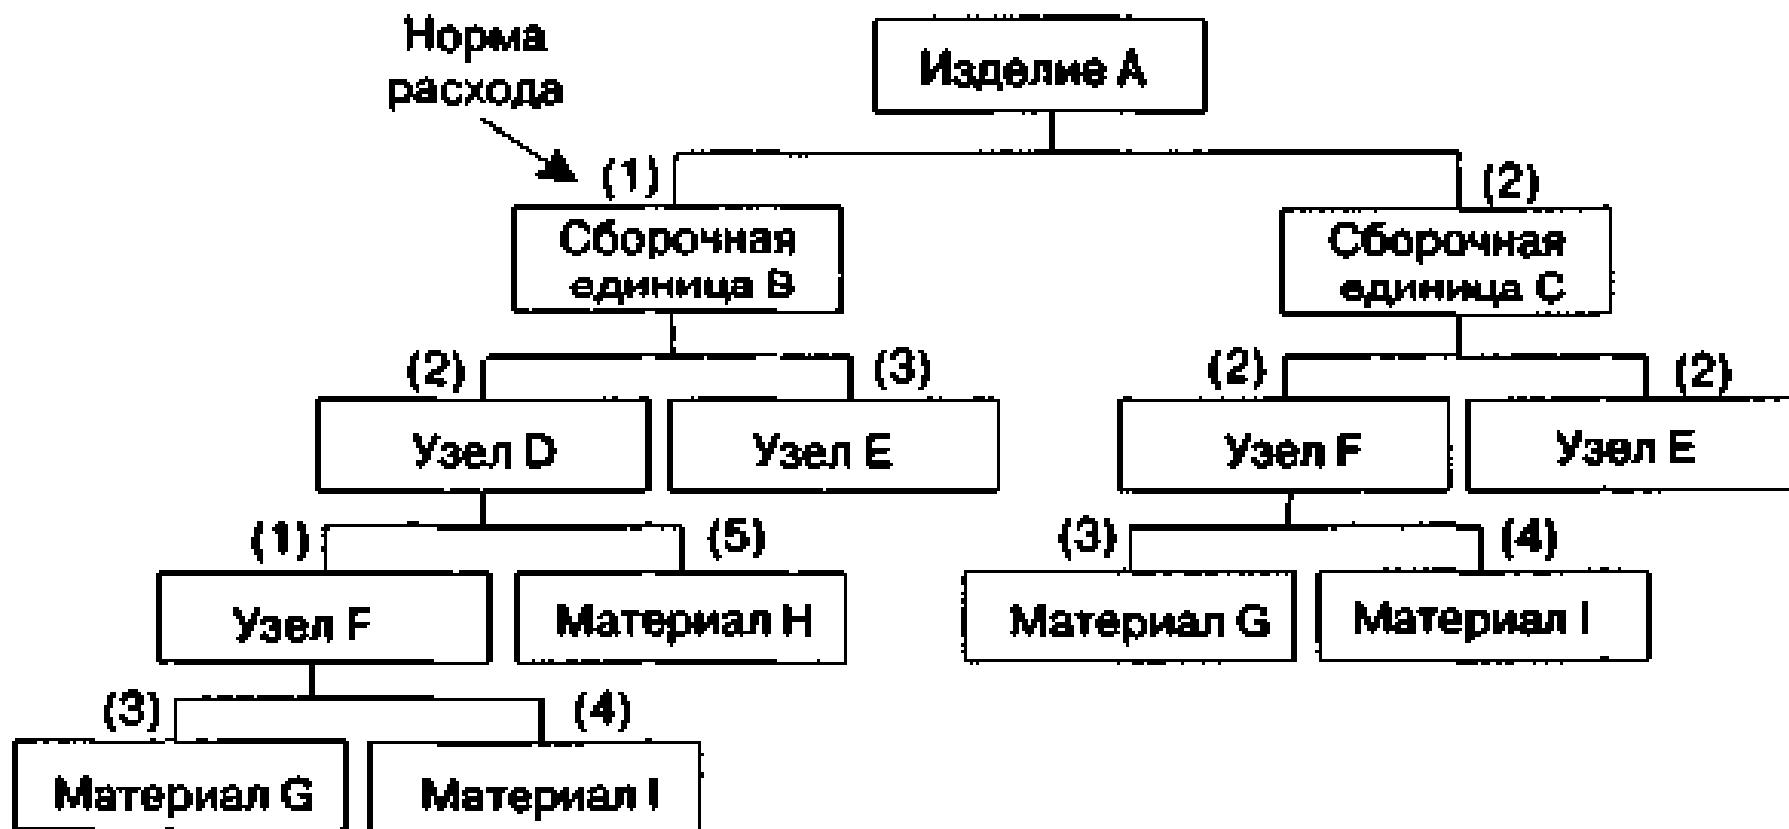 Норма
расхода
Изделие А
(1)
(2)
Сборочная
единица В
Сборочная
единица С
(2)
(3)
(2)
(2)
Узел D
Узел E
Узел F
Узел E
(1)
(5)
(3)
(4)
Узел F
Материал H
Материал G
Материал I
(3)
(4)
Материал G
Материал I